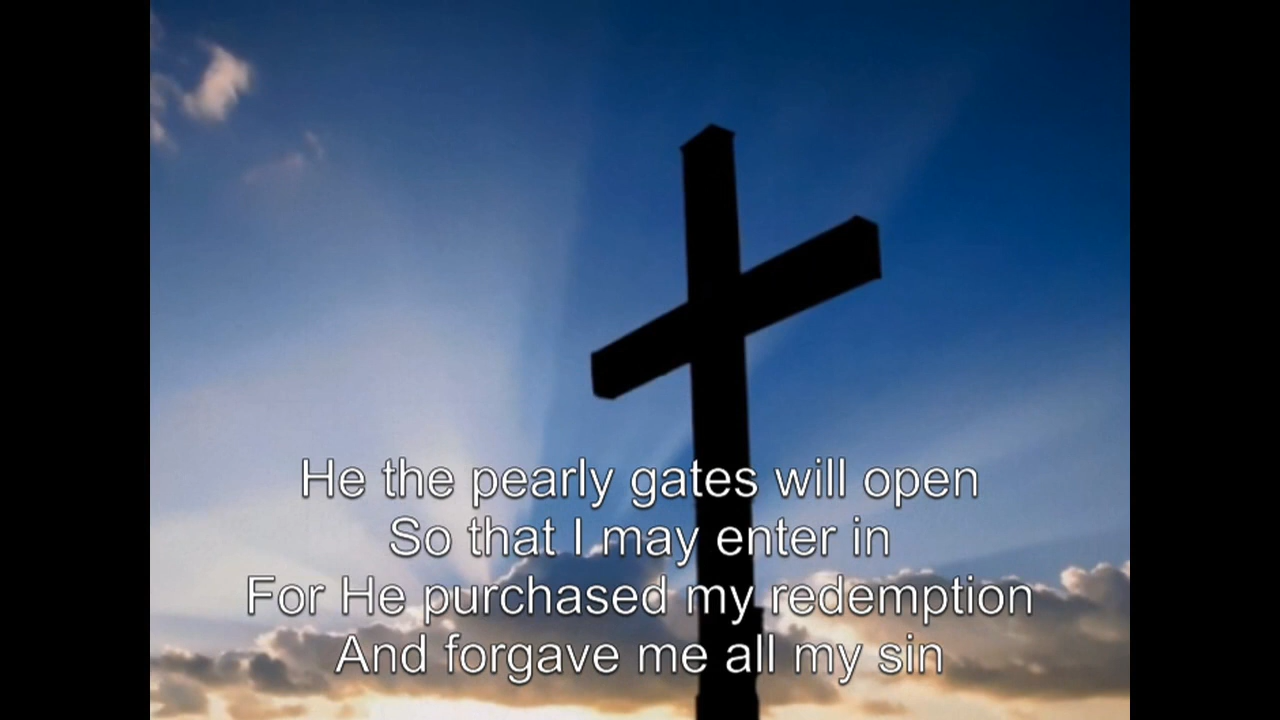 He the pearly gates will open
So that I may enter in
For He purchased my redemption
And forgave me all my sin